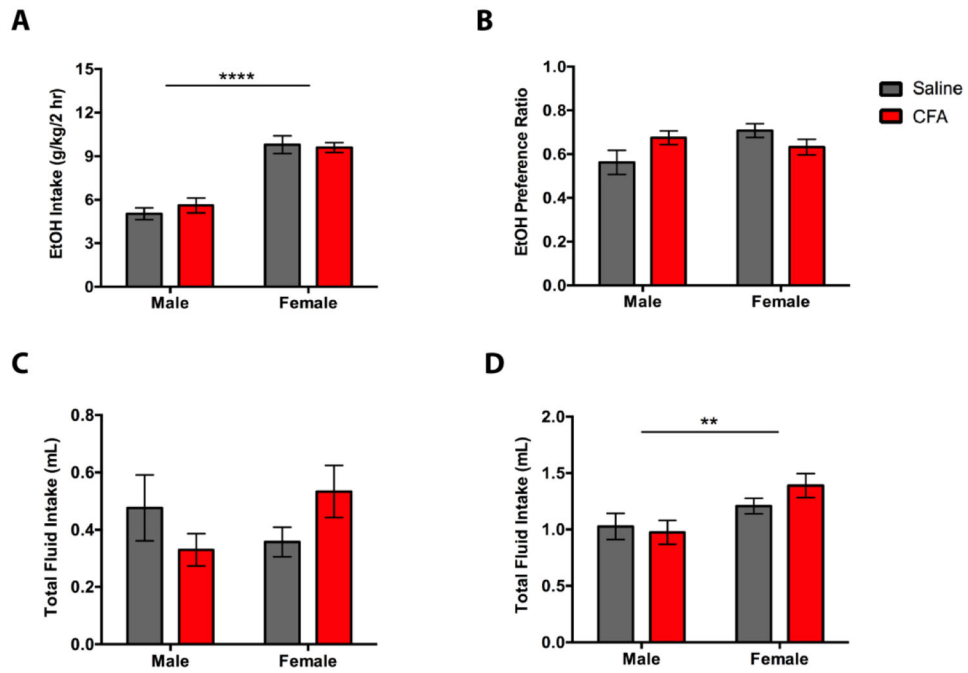 A
EtOH Intake (g/kg/2 hr)
15
12
9
6
3
0
****
Male
Female
B
EtOH Preference Ratio
1.0
0.8
0.6
0.4
0.2
0.0
Male
Female
Saline
CFA
C
Total Fluid Intake (mL)
0.8
0.6
0.4
0.2
0.0
Male
Female
D
Total Fluid Intake (mL)
2.0
1.5
1.0
0.5
0.0
**
Male
Female